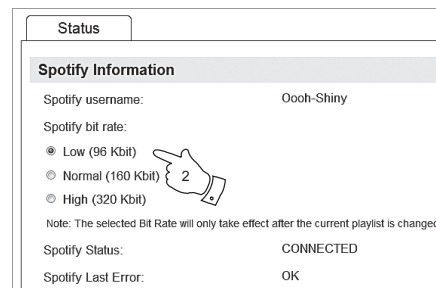 Status
Spotify Information
Spotify username: Oooh-Shiny
Spotify bit rate:
Low (96 Kbit)
Normal (160 Kbit) 2
High (320 Kbit)
Note: The selected Bit Rate will only take effect after the current playlist is changed
Spotify Status: CONNECTED
Spotify Last Error: OK